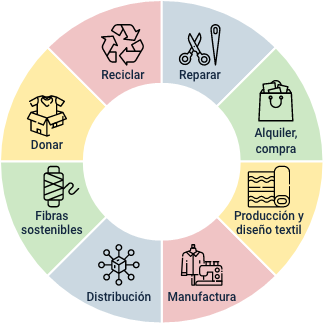 Reciclar
Reparar
Alquiler,
compra
Producción y
diseño textil
Manufactura
Distribución
Fibras
sostenibles
Donar